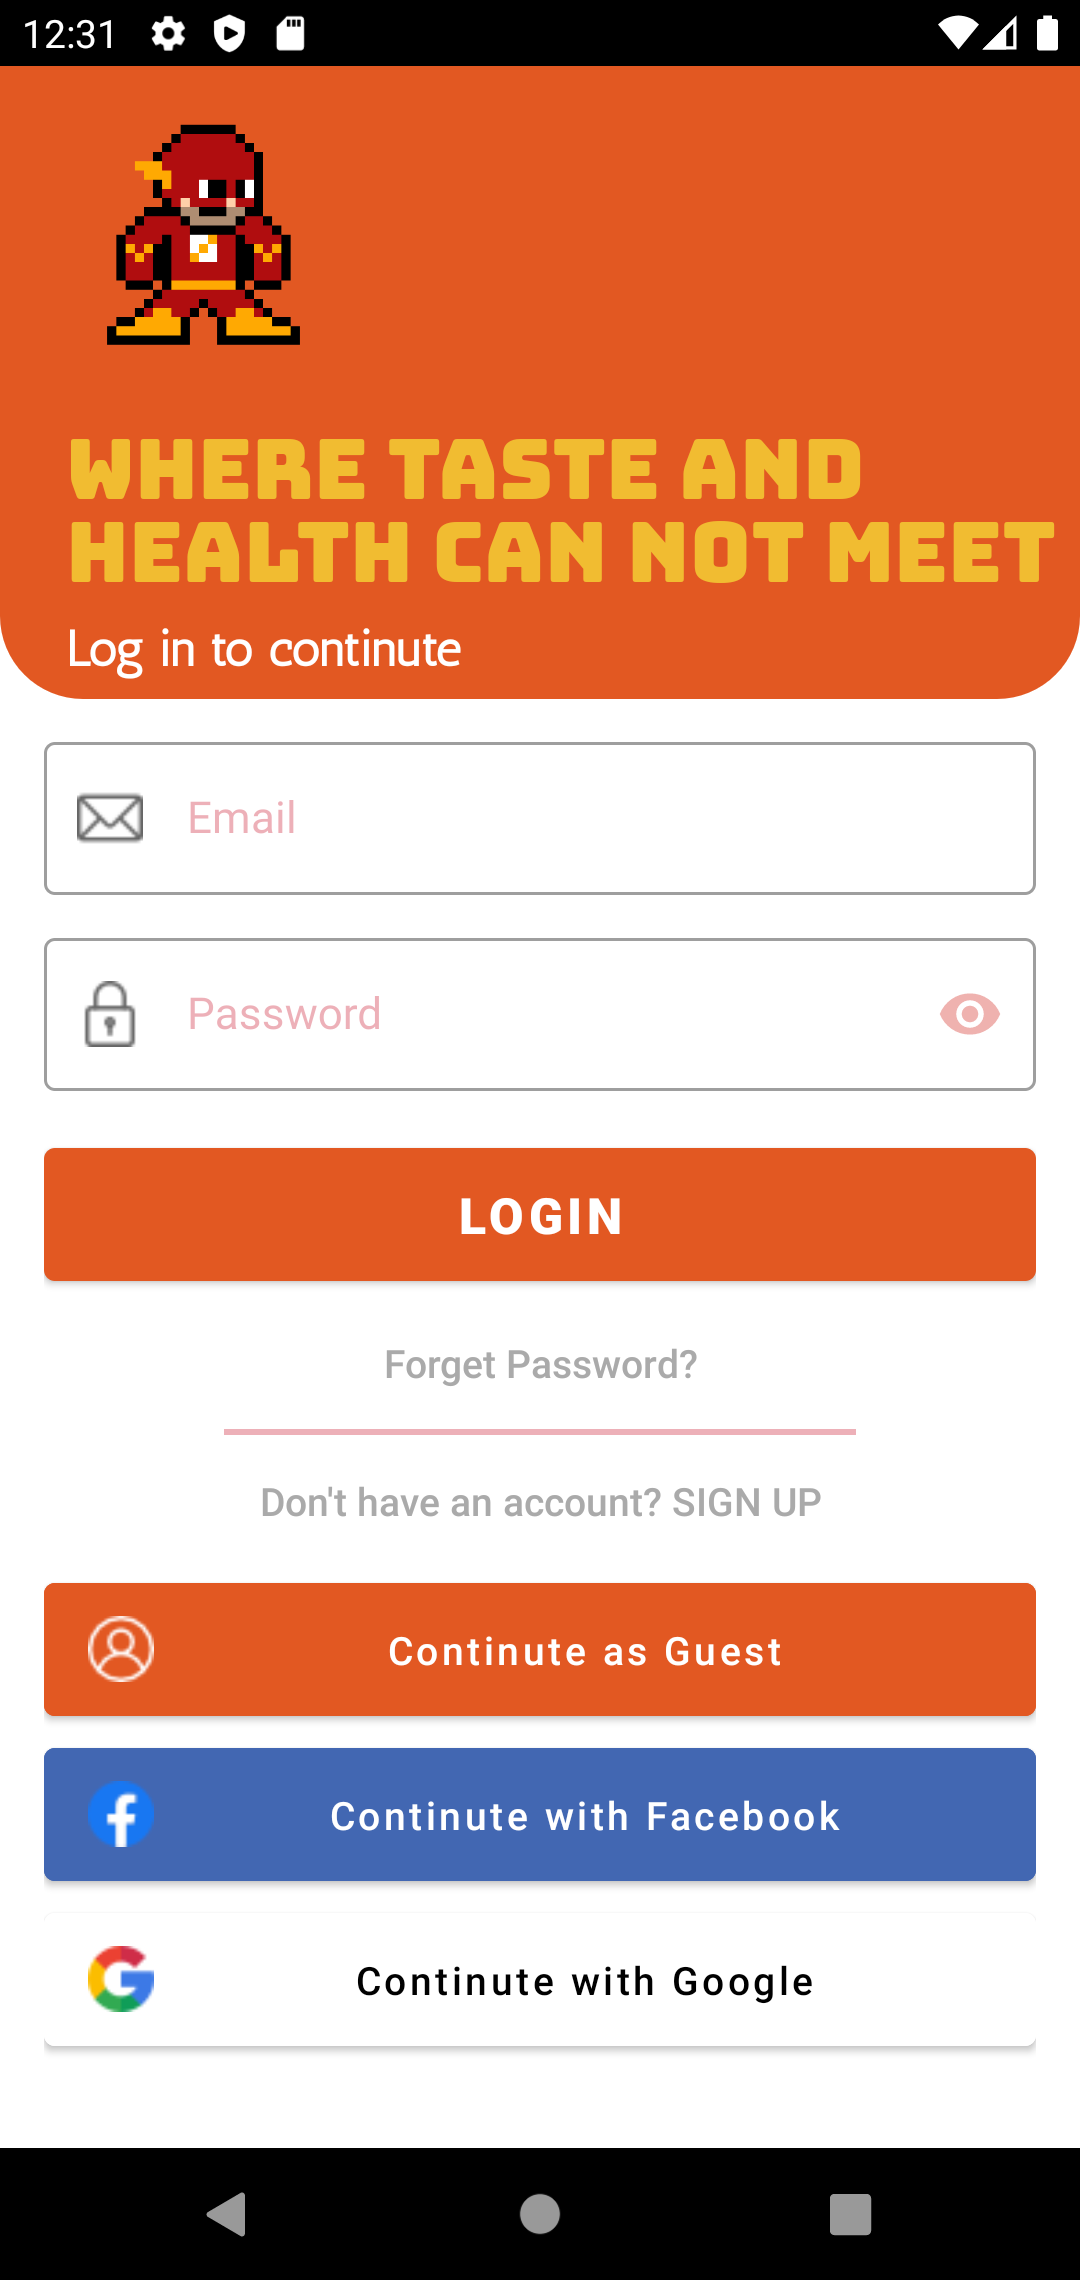 12:31
WHERE TASTE AND
HEALTH CAN NOT MEET
Log in to continute
Email
Password
LOGIN
Forget Password?
Don't have an account? SIGN UP
Continute as Guest
Continute with Facebook
Continute with Google